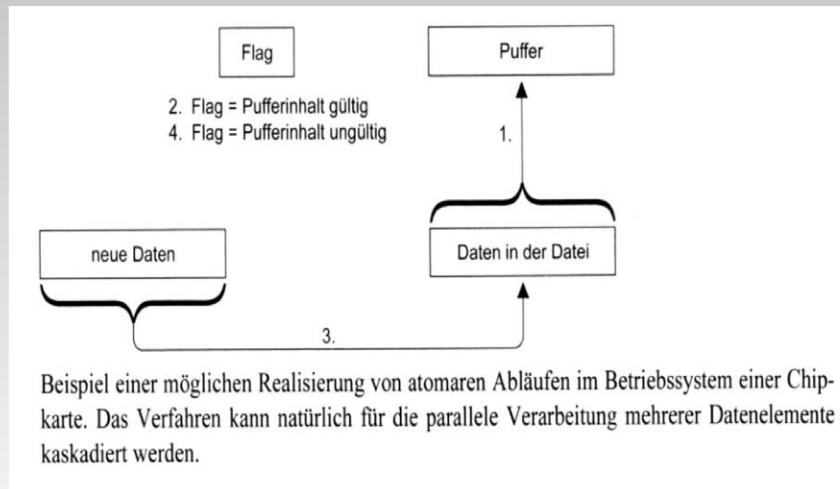 Flag
Puffer
2. Flag = Pufferinhalt gültig
4. Flag = Pufferinhalt ungültig
1.
neue Daten
Daten in der Datei
3.
Beispiel einer möglichen Realisierung von atomaren Abläufen im Betriebssystem einer Chip-
karte. Das Verfahren kann natürlich für die parallele Verarbeitung mehrerer Datenelemente
kaskadiert werden.